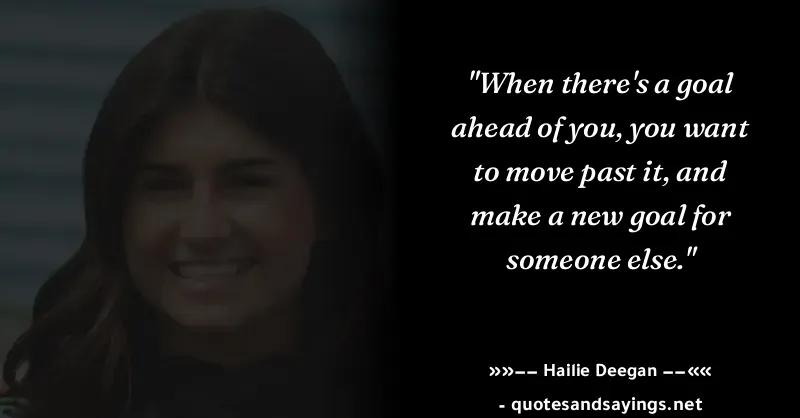 "When there's a goal
ahead of you, you want
to move past it, and
make a new goal for
someone else."
»»−− Hailie Deegan −−««
- quotesandsayings.net